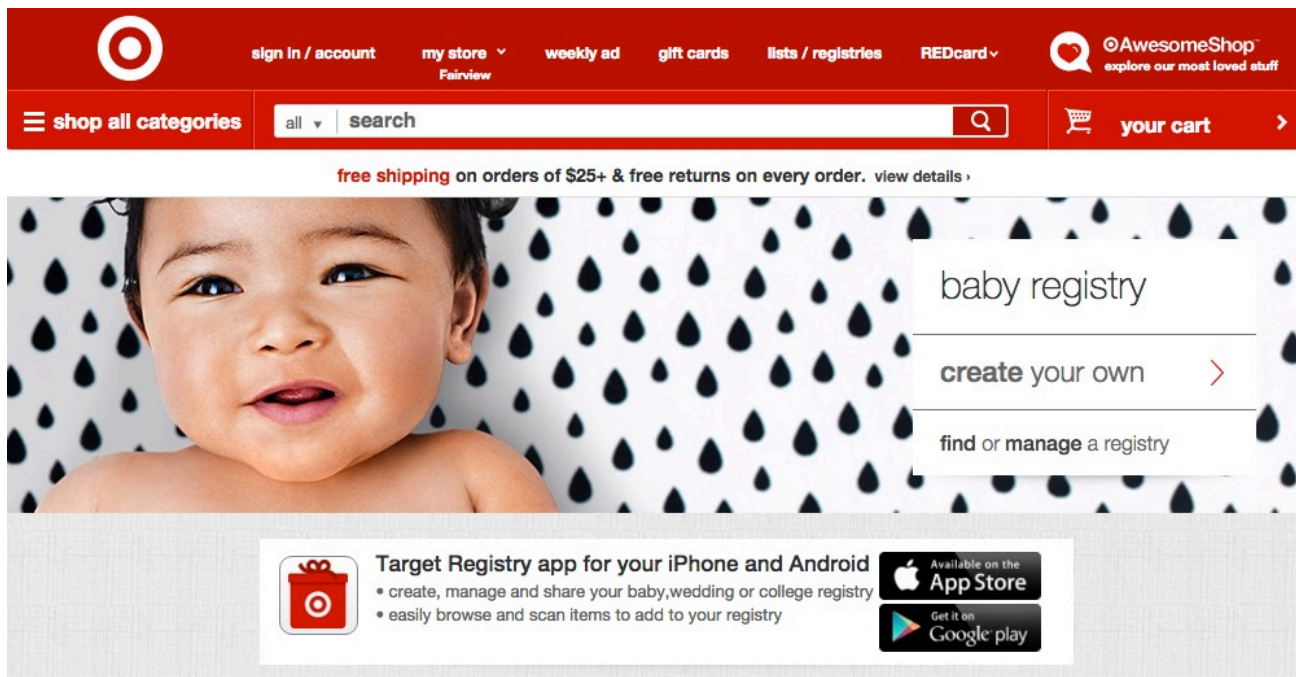 sign in / account
my store
weekly ad
gift cards
lists / registries
REDcard
AwesomeShop
Fairview
explore our most loved stuff
shop all categories
all
search
your cart
free shipping on orders of $25+ & free returns on every order. view details ›
baby registry
create your own
find or manage a registry
Target Registry app for your iPhone and Android
• create, manage and share your baby,wedding or college registry
• easily browse and scan items to add to your registry
Available on the
App Store
Get it on
Google play